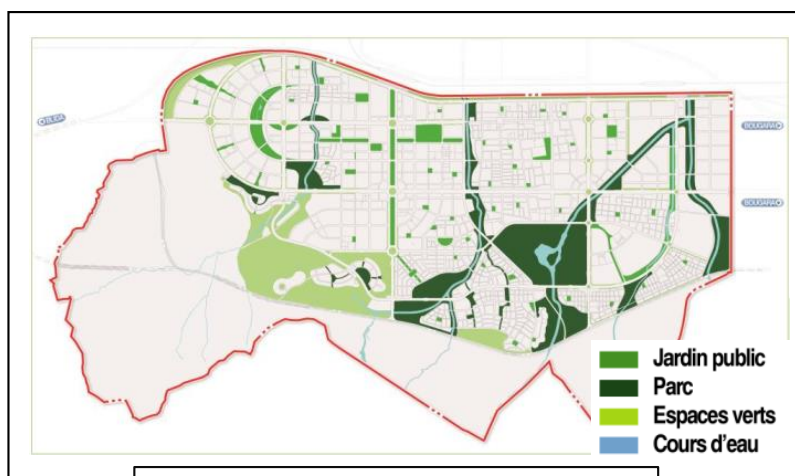 BLIDA
BOUGARA
BOUGARA
Jardin public
Parc
Espaces verts
Cours d'eau